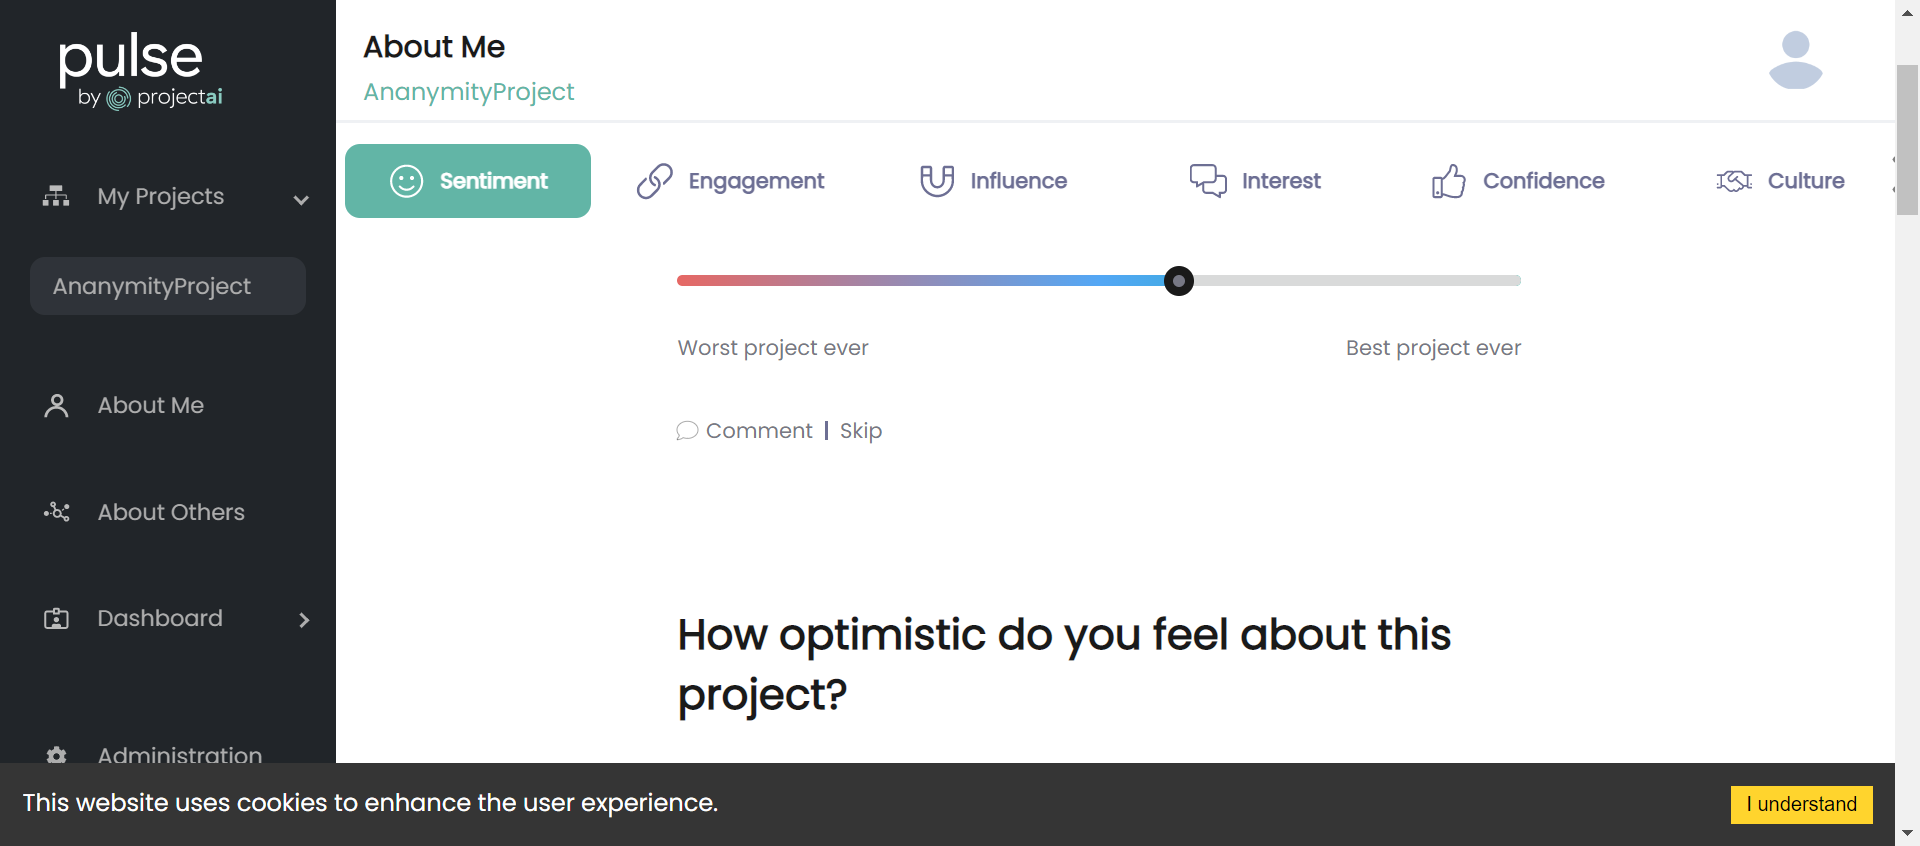 pulse
by projectai
My Projects
AnanymityProject
About Me
About Others
Dashboard
Administration
About Me
AnanymityProject
Sentiment
Engagement
Influence
Interest
Confidence
Culture
Worst project ever
Best project ever
Comment | Skip
How optimistic do you feel about this
project?
This website uses cookies to enhance the user experience.
I understand